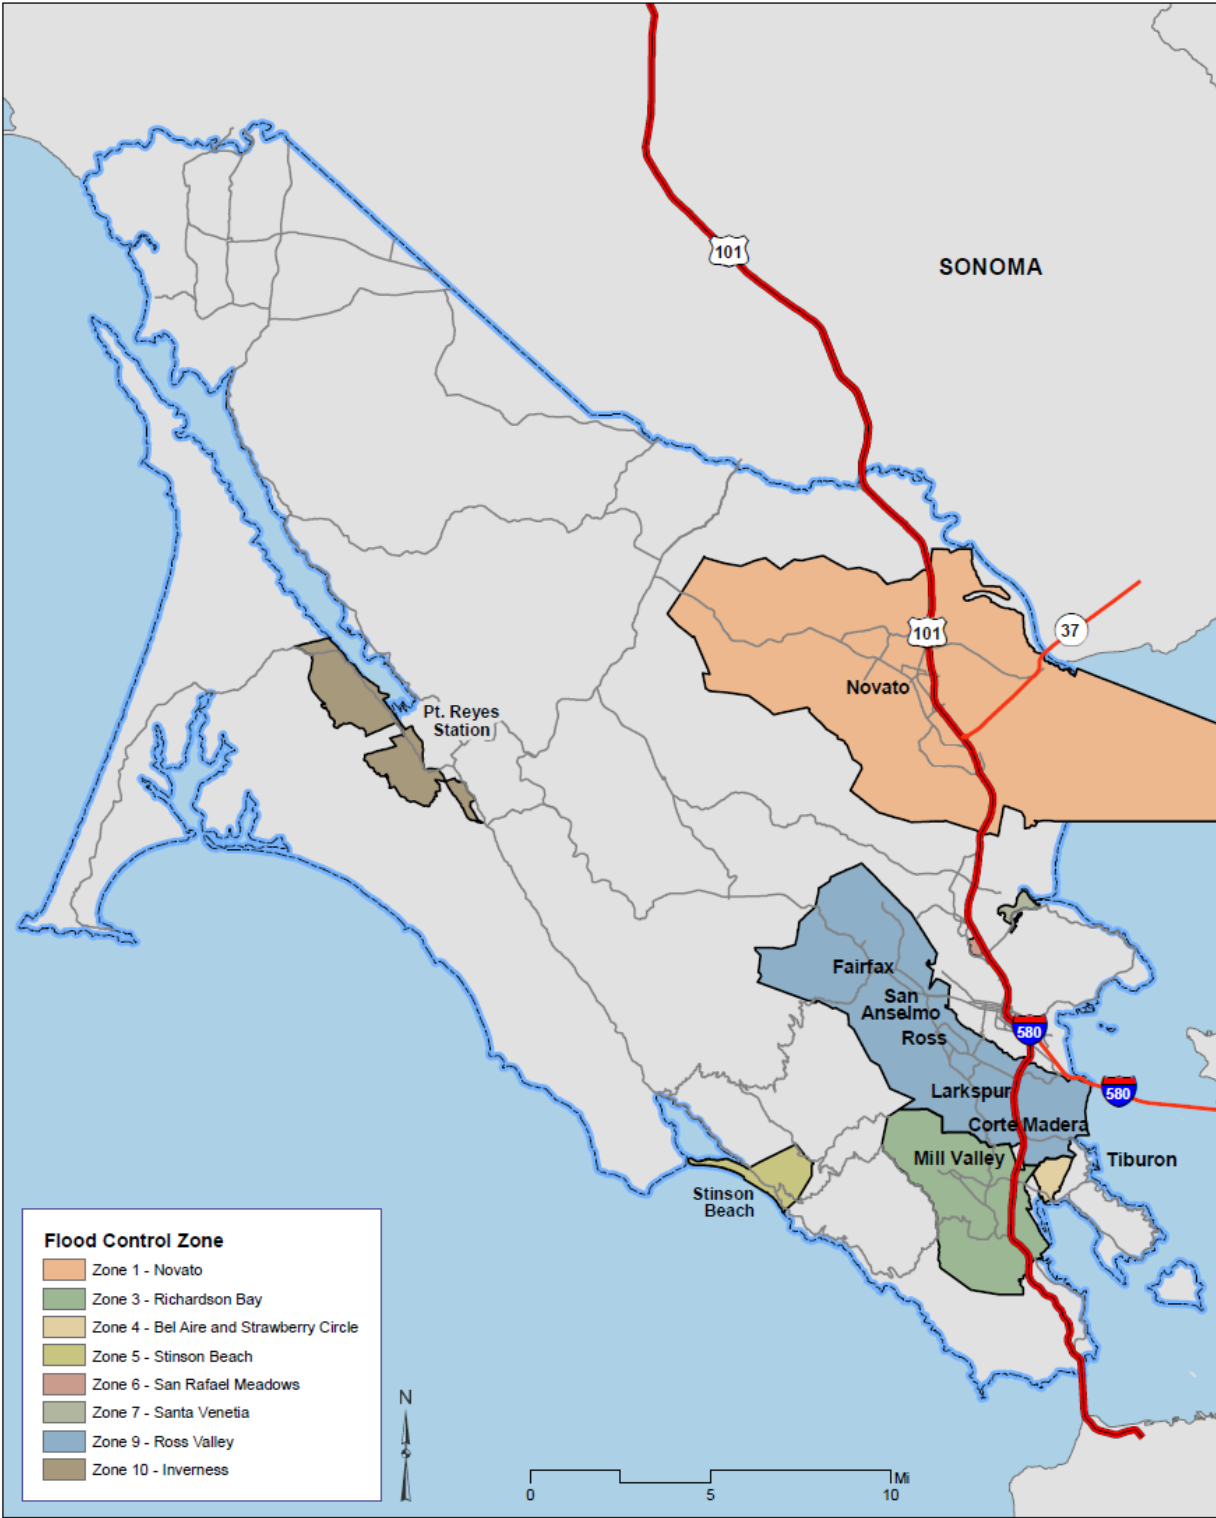 101
SONOMA
101
37
Novato
Pt. Reyes
Station
Fairfax
San
Anselmo
Ross
580
Larkspur
580
Corte Madera
Mill Valley
Tiburon
Stinson
Beach
Flood Control Zone
Zone 1 - Novato
Zone 3 - Richardson Bay
Zone 4 - Bel Aire and Strawberry Circle
Zone 5 - Stinson Beach
Zone 6 - San Rafael Meadows
Zone 7 - Santa Venetia
Zone 9 - Ross Valley
Zone 10 - Inverness
N
Mi
0 5 10